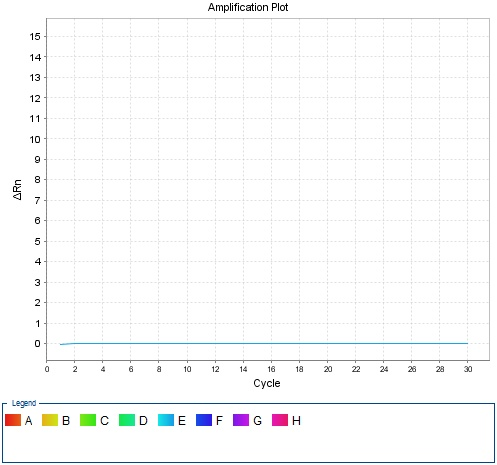 Amplification Plot
15
14
13
12
11
10
9
8
7
6
5
4
3
2
1
0
ΔRn
0 2 4 6 8 10 12 14 16 18 20 22 24 26 28 30
Cycle
Legend
A B C D E F G H